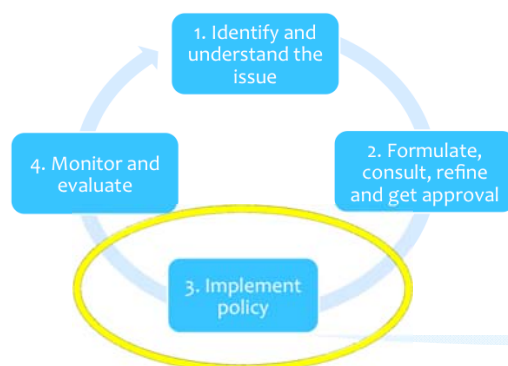 1. Identify and
understand the
issue
2. Formulate,
consult, refine
and get approval
3. Implement
policy
4. Monitor and
evaluate